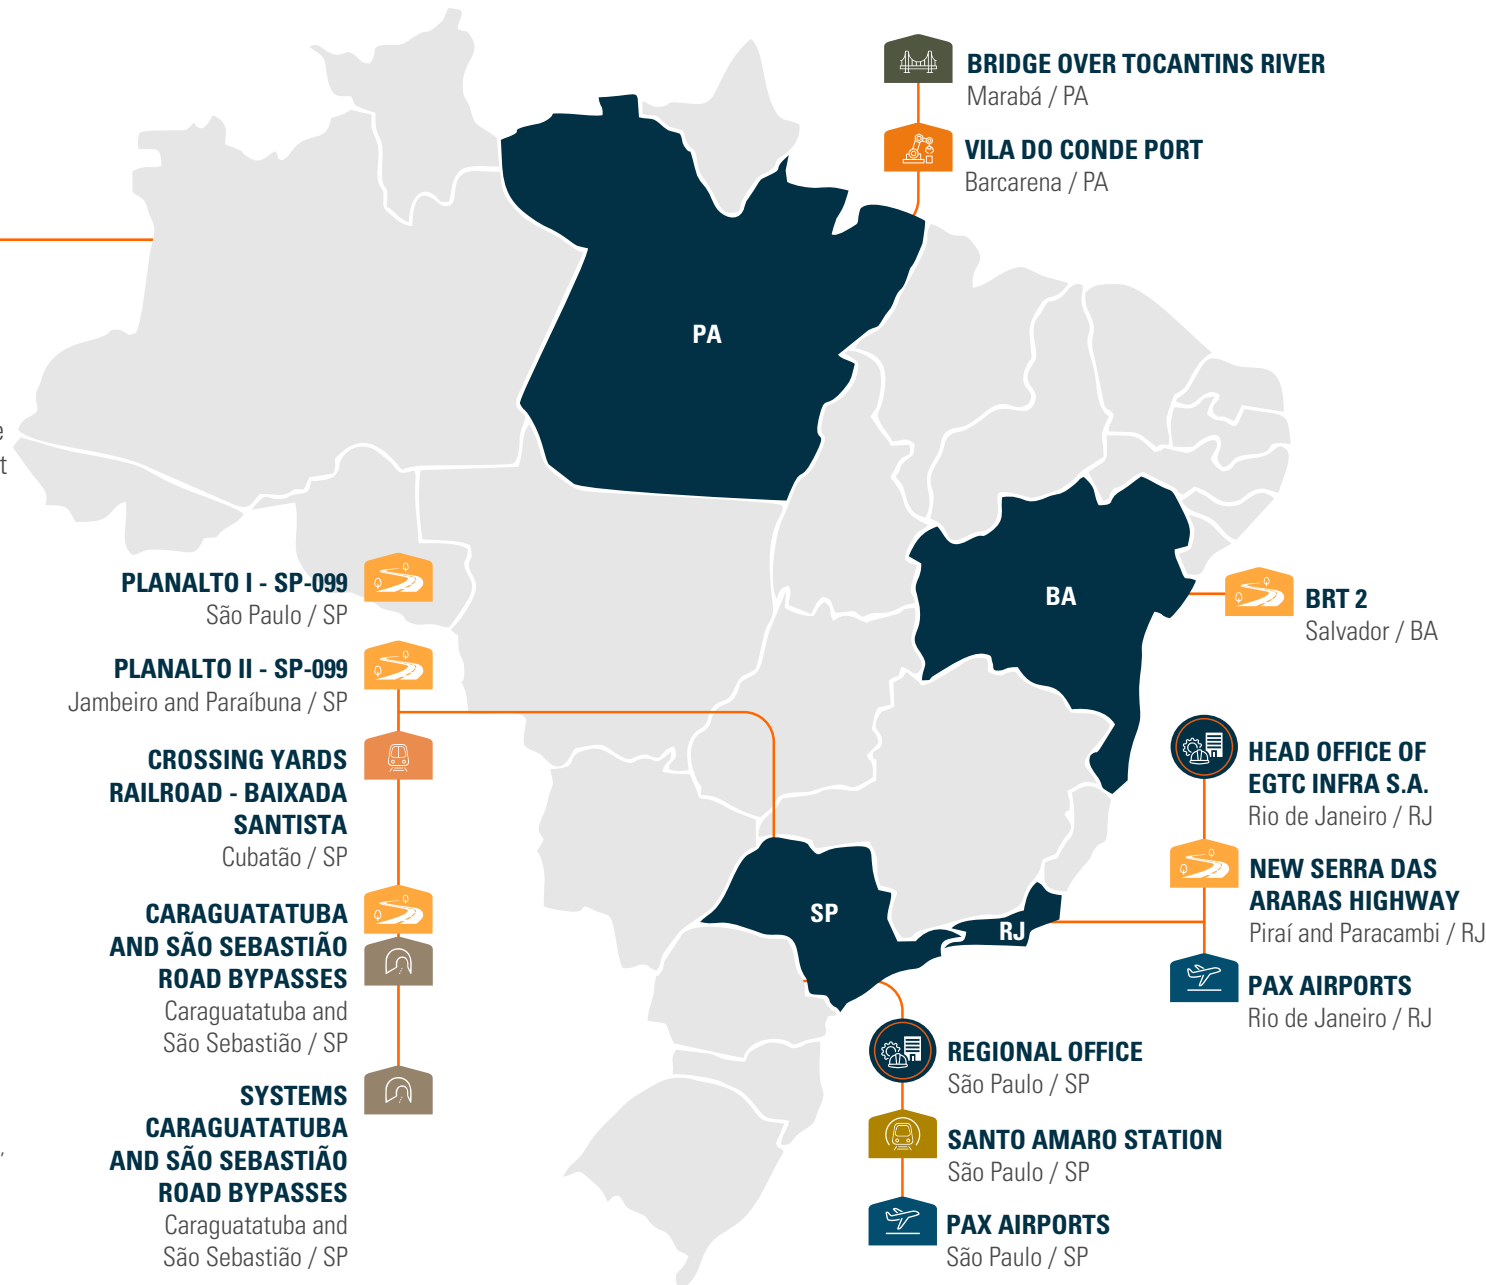 BRIDGE OVER TOCANTINS RIVER
Marabá / PA
VILA DO CONDE PORT
Barcarena / PA
PA
e
t
PLANALTO I - SP-099
São Paulo / SP
PLANALTO II - SP-099
Jambeiro and Paraíbuna / SP
CROSSING YARDS
RAILROAD - BAIXADA
SANTISTA
Cubatão / SP
CARAGUATATUBA
AND SÃO SEBASTIÃO
ROAD BYPASSES
Caraguatatuba and
São Sebastião / SP
SYSTEMS
CARAGUATATUBA
AND SÃO SEBASTIÃO
ROAD BYPASSES
Caraguatatuba and
São Sebastião / SP
,
BA
BRT 2
Salvador / BA
HEAD OFFICE OF
EGTC INFRA S.A.
Rio de Janeiro / RJ
NEW SERRA DAS
ARARAS HIGHWAY
Piraí and Paracambi / RJ
PAX AIRPORTS
Rio de Janeiro / RJ
SP
RJ
REGIONAL OFFICE
São Paulo / SP
SANTO AMARO STATION
São Paulo / SP
PAX AIRPORTS
São Paulo / SP